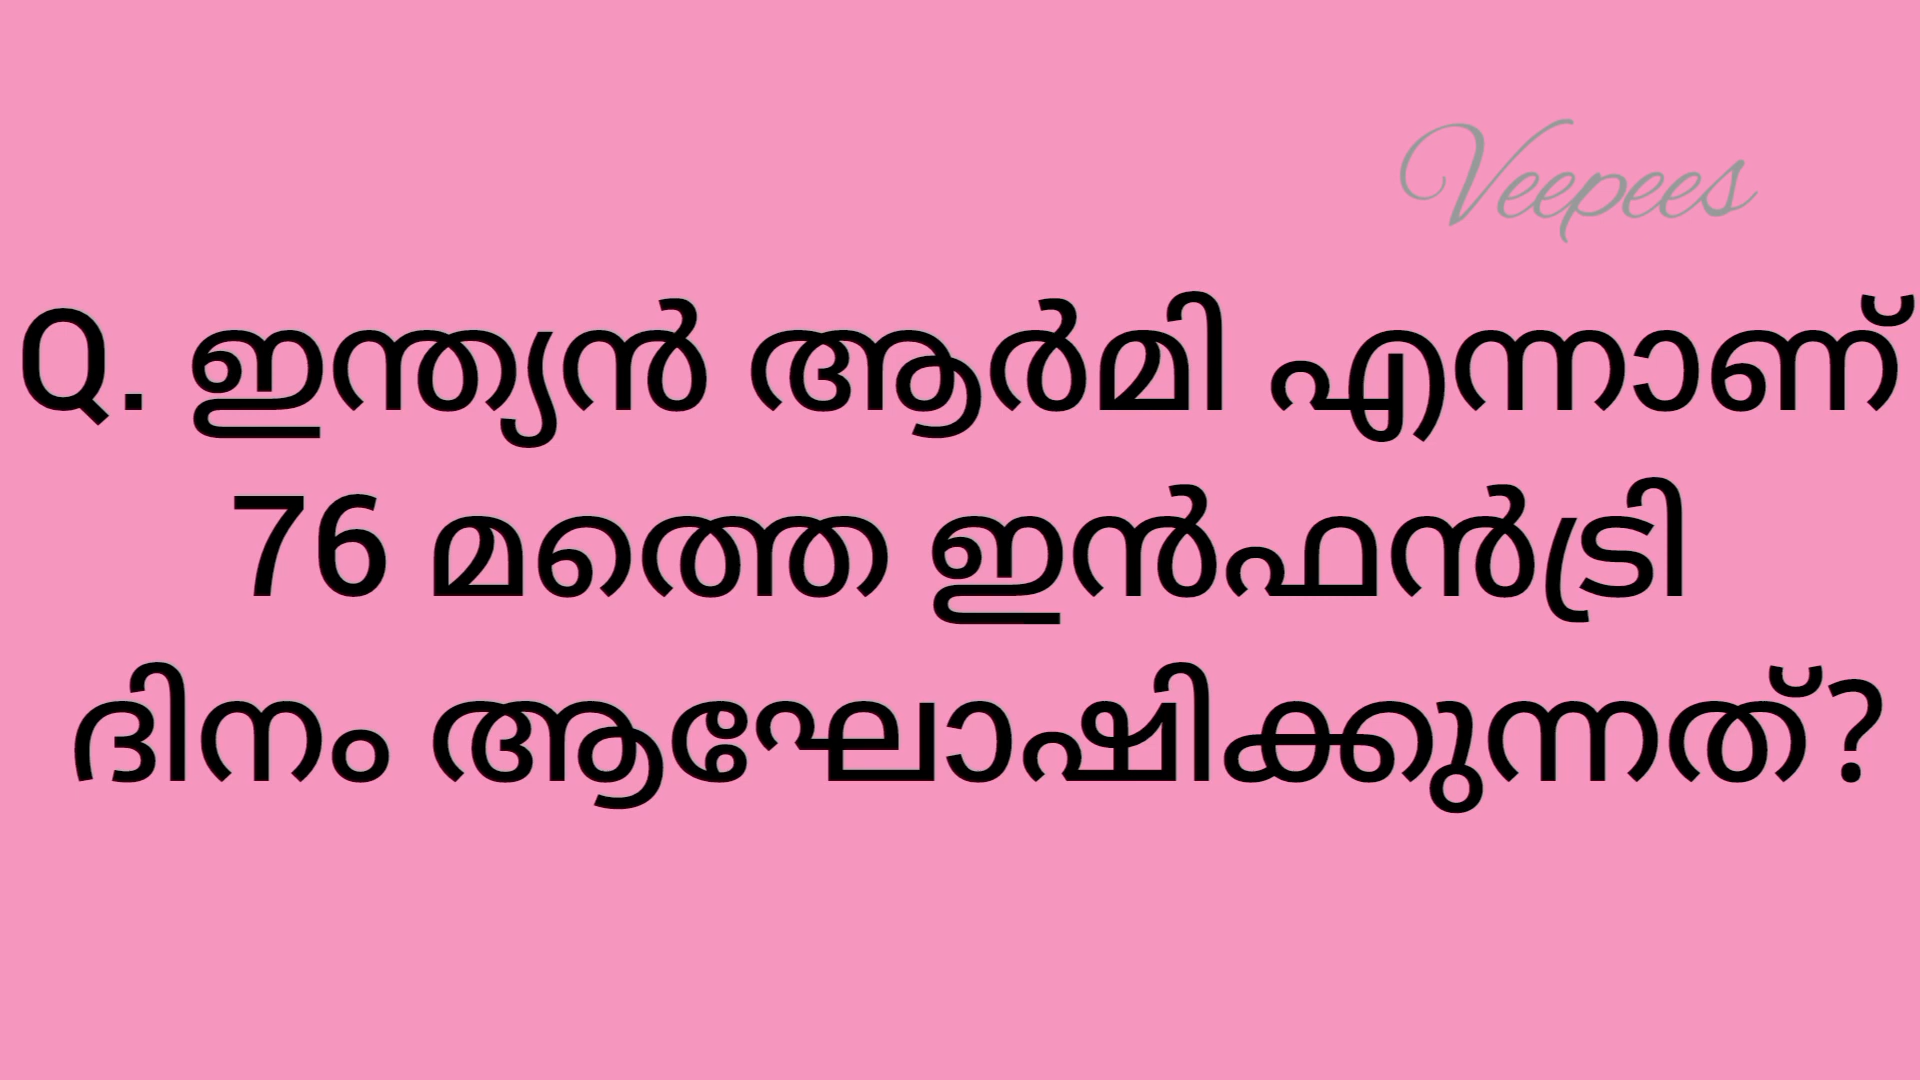 Veepees
Q. ഇന്ത്യൻ ആർമി എന്നാണ്
76 മത്തെ ഇൻഫൻട്രി
ദിനം ആഘോഷിക്കുന്നത്?